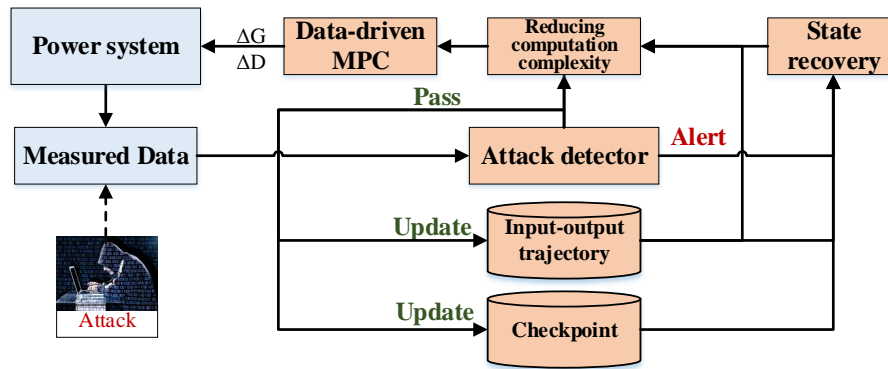 Power system
ΔG
ΔD
Data-driven
MPC
Reducing
computation
complexity
State
recovery
Pass
Measured Data
Attack detector
Alert
Update
Input-output
trajectory
Update
Checkpoint
Attack